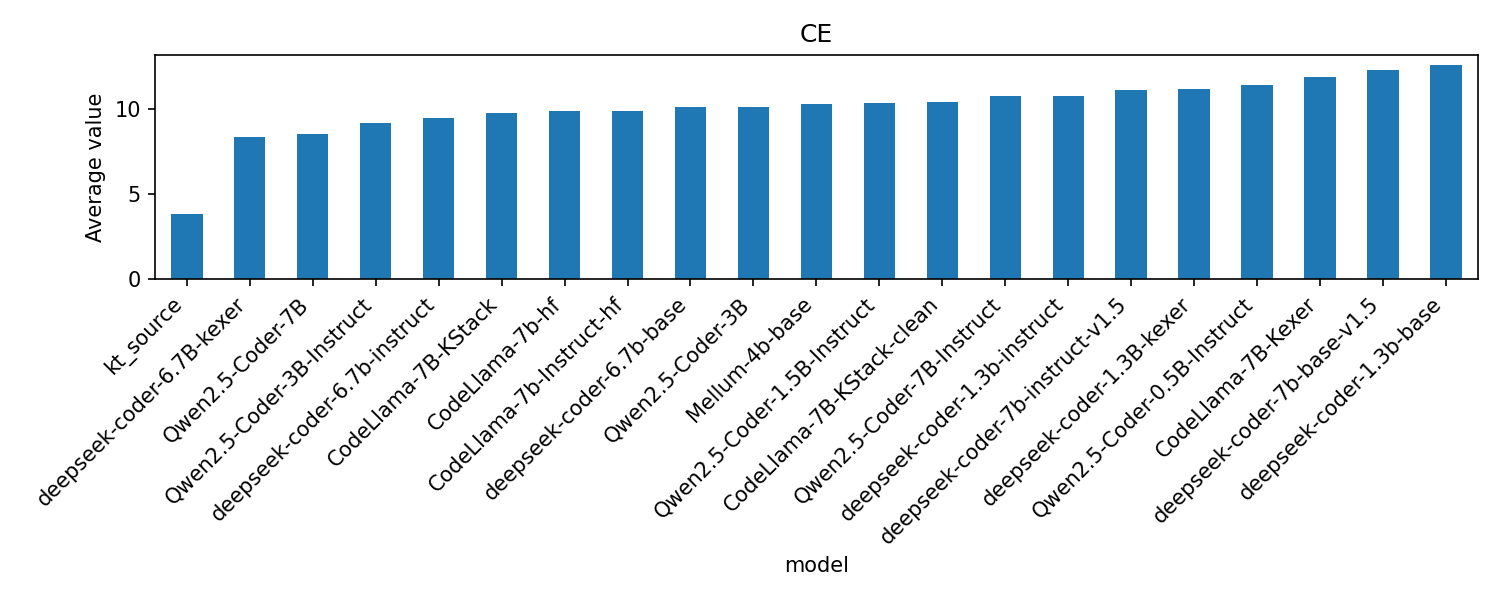 CE
Average value
10
5
0
kt_source
deepseek-coder-6.7B-kexer
Qwen2.5-Coder-7B
Qwen2.5-Coder-3B-Instruct
deepseek-coder-6.7b-instruct
CodeLlama-7B-KStack
CodeLlama-7b-hf
CodeLlama-7b-Instruct-hf
deepseek-coder-6.7b-base
Qwen2.5-Coder-3B
Mellum-4b-base
Qwen2.5-Coder-1.5B-Instruct
CodeLlama-7B-KStack-clean
Qwen2.5-Coder-7B-Instruct
deepseek-coder-1.3b-instruct
deepseek-coder-7b-instruct-v1.5
deepseek-coder-1.3B-kexer
Qwen2.5-Coder-0.5B-Instruct
CodeLlama-7B-Kexer
deepseek-coder-7b-base-v1.5
deepseek-coder-1.3b-base
model